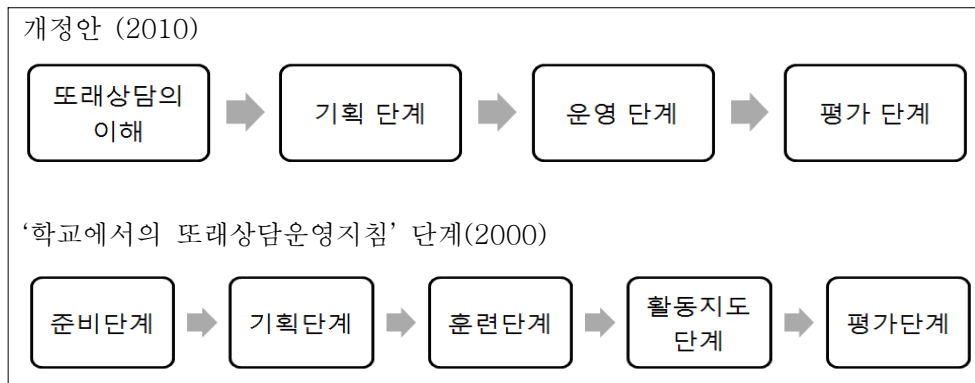 개정안 (2010)
또래상담의
이해
기획 단계
운영 단계
평가 단계
‘학교에서의 또래상담운영지침’ 단계(2000)
준비단계
기획단계
훈련단계
활동지도
단계
평가단계